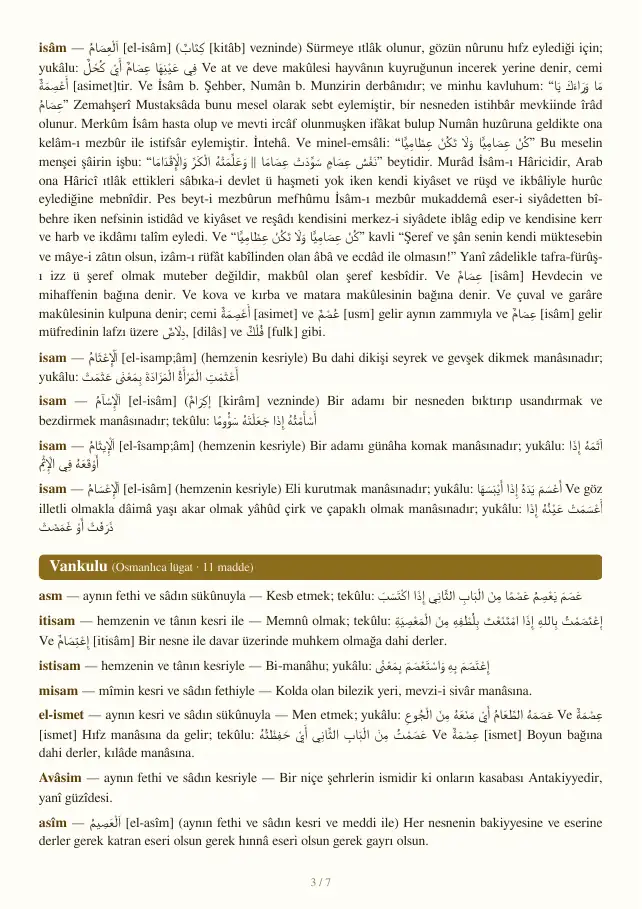 isâm — اَلْعِصَامُ [el-isâm] (كِتَابٌ [kitâb] vezninde) Sürmeye ıtlâk olunur, gözün nûrunu hıfz eylediği için;
yukâlu: فِي عَيْنِهَا عِصَامٌ أَيْ كُحْلٌ Ve at ve deve makûlesi hayvânın kuyruğunun incerek yerine denir, cemi
أَعْصِمَةٌ [asimet]tir. Ve İsâm b. Şehber, Numân b. Munzirin derbânıdır; ve minhu kavluhum: “مَا وَرَاءَكَ يَا
عِصَامُ” Zemahşerî Mustaksâda bunu mesel olarak sebt eylemiştir, bir nesneden istihbâr mevkiinde îrâd
olunur. Merkûm İsâm hasta olup ve mevti ircâf olunmuşken ifâkat bulup Numân huzûruna geldikte ona
kelâm-ı mezbûr ile istifsâr eylemiştir. İntehâ. Ve minel-emsâli: “كُنْ عِصَامِيًّا وَلَا تَكُنْ عِظَامِيًّا” Bu meselin
menşei şâirin işbu: “نَفْسُ عِصَامٍ سَوَّدَتْ عِصَامَا || وَعَلَّمَتْهُ الْكَرَّ وَالْإِقْدَامَا” beytidir. Murâd İsâm-ı Hâricidir, Arab
ona Hâricî ıtlâk ettikleri sâbıka-i devlet ü haşmeti yok iken kendi kiyâset ve rüşd ve ikbâliyle hurûc
eylediğine mebnîdir. Pes beyt-i mezbûrun mefhûmu İsâm-ı mezbûr mukaddemâ eser-i siyâdetten bî-
behre iken nefsinin istidâd ve kiyâset ve reşâdı kendisini merkez-i siyâdete iblâg edip ve kendisine kerr
ve harb ve ikdâmı talîm eyledi. Ve “كُنْ عِصَامِيًّا وَلَا تَكُنْ عِظَامِيًّا” kavli “Şeref ve şân senin kendi müktesebin
ve mâye-i zâtın olsun, izâm-ı rüfât kabîlinden olan âbâ ve ecdâd ile olmasın!” Yanî zâdelikle tafra-fürûş-
ı izz ü şeref olmak muteber değildir, makbûl olan şeref kesbîdir. Ve عِصَامٌ [isâm] Hevdecin ve
mihaffenin bağına denir. Ve kova ve kırba ve matara makûlesinin bağına denir. Ve çuval ve garâre
makûlesinin kulpuna denir; cemi أَعْصِمَةٌ [asimet] ve عُصُمٌ [usm] gelir aynın zammıyla ve عِصَامٌ [isâm] gelir
müfredinin lafzı üzere دِلَاصٌ, [dilâs] ve فُلْكٌ [fulk] gibi.
isam — اَلْإِعْثَامُ [el-isamp;âm] (hemzenin kesriyle) Bu dahi dikişi seyrek ve gevşek dikmek manâsınadır;
yukâlu: أَعْثَمَتِ الْمَرْأَةُ الْمَزَادَةَ بِمَعْنَى عَثَمَتْ
isam — اَلْإِسْآمُ [el-isâm] (إِكْرَامٌ [kirâm] vezninde) Bir adamı bir nesneden bıktırıp usandırmak ve
bezdirmek manâsınadır; tekûlu: أَسْأَمْتُهُ إِذَا جَعَلْتَهُ سَؤُومًا
isam — اَلْإِيثَامُ [el-îsamp;âm] (hemzenin kesriyle) Bir adamı günâha komak manâsınadır; yukâlu: آثَمَهُ إِذَا
أَوْقَعَهُ فِي الْإِثْمِ
isam — اَلْإِعْسَامُ [el-isâm] (hemzenin kesriyle) Eli kurutmak manâsınadır; yukâlu: أَعْسَمَ يَدَهُ إِذَا أَيْبَسَهَا Ve göz
illetli olmakla dâimâ yaşı akar olmak yâhûd çirk ve çapaklı olmak manâsınadır; yukâlu: أَعْسَمَتْ عَيْنُهُ إِذَا
ذَرَفَتْ أَوْ غَمَضَتْ
Vankulu (Osmanlıca lügat · 11 madde)
asm — aynın fethi ve sâdın sükûnuyla — Kesb etmek; tekûlu: عَصَمَ يَعْصِمُ عَصْمًا مِنَ الْبَابِ الثَّانِي إِذَا اكْتَسَبَ
itisam — hemzenin ve tânın kesri ile — Memnû olmak; tekûlu: اِعْتَصَمْتُ بِاللهِ إِذَا امْتَنَعْتَ بِلُطْفِهِ مِنَ الْمَعْصِيَةِ
Ve اِعْتِصَامٌ [itisâm] Bir nesne ile davar üzerinde muhkem olmağa dahi derler.
istisam — hemzenin ve tânın kesriyle — Bi-manâhu; yukâlu: اِعْتَصَمَ بِهِ وَاسْتَعْصَمَ بِمَعْنًى
misam — mîmin kesri ve sâdın fethiyle — Kolda olan bilezik yeri, mevzi-i sivâr manâsına.
el-ismet — aynın kesri ve sâdın sükûnuyla — Men etmek; yukâlu: عَصَمَهُ الطَّعَامُ أَيْ مَنَعَهُ مِنَ الْجُوعِ Ve عِصْمَةٌ
[ismet] Hıfz manâsına da gelir; tekûlu: عَصَمْتُ مِنَ الْبَابِ الثَّانِي أَيْ حَفِظْتُهُ Ve عِصْمَةٌ [ismet] Boyun bağına
dahi derler, kılâde manâsına.
Avâsim — aynın fethi ve sâdın kesriyle — Bir niçe şehrlerin ismidir ki onların kasabası Antakiyyedir,
yanî güzîdesi.
asîm — اَلْعَصِيمُ [el-asîm] (aynın fethi ve sâdın kesri ve meddi ile) Her nesnenin bakiyyesine ve eserine
derler gerek katran eseri olsun gerek hınnâ eseri olsun gerek gayrı olsun.
3 / 7